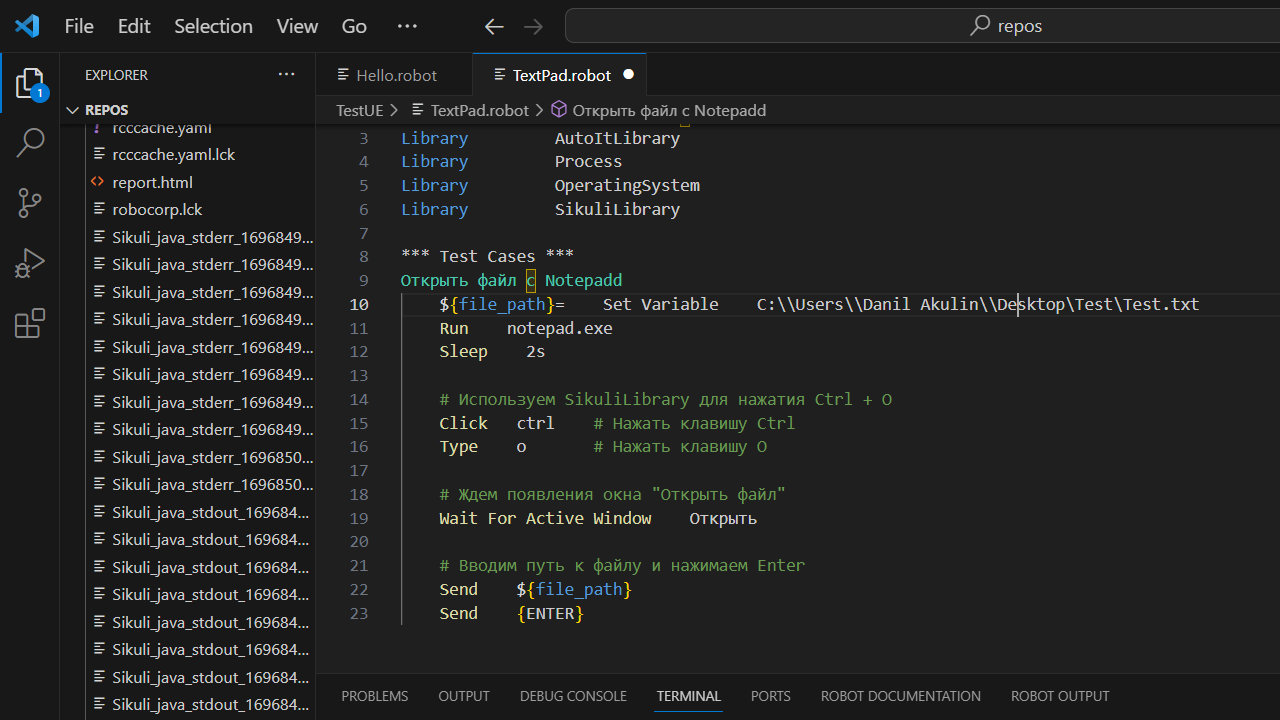 File Edit Selection View Go ··· repos
EXPLORER ···
Hello.robot TextPad.robot
REPOS
TestUE > TextPad.robot > Открыть файл с Notepadd
1
rcccache.yaml
rcccache.yaml.lck
report.html
robocorp.lck
Sikuli_java_stderr_1696849...
Sikuli_java_stderr_1696849...
Sikuli_java_stderr_1696849...
Sikuli_java_stderr_1696849...
Sikuli_java_stderr_1696849...
Sikuli_java_stderr_1696849...
Sikuli_java_stderr_1696849...
Sikuli_java_stderr_1696849...
Sikuli_java_stderr_1696850...
Sikuli_java_stderr_1696850...
Sikuli_java_stdout_169684...
Sikuli_java_stdout_169684...
Sikuli_java_stdout_169684...
Sikuli_java_stdout_169684...
Sikuli_java_stdout_169684...
Sikuli_java_stdout_169684...
Sikuli_java_stdout_169684...
Sikuli_java_stdout_169684...
3 Library AutoItLibrary
4 Library Process
5 Library OperatingSystem
6 Library SikuliLibrary
7
8 *** Test Cases ***
9 Открыть файл с Notepadd
10 ${file_path}= Set Variable C:\\Users\\Danil Akulin\\Desktop\Test\Test.txt
11 Run notepad.exe
12 Sleep 2s
13
14 # Используем SikuliLibrary для нажатия Ctrl + O
15 Click ctrl # Нажать клавишу Ctrl
16 Type o # Нажать клавишу O
17
18 # Ждем появления окна "Открыть файл"
19 Wait For Active Window Открыть
20
21 # Вводим путь к файлу и нажимаем Enter
22 Send ${file_path}
23 Send {ENTER}
PROBLEMS OUTPUT DEBUG CONSOLE TERMINAL PORTS ROBOT DOCUMENTATION ROBOT OUTPUT